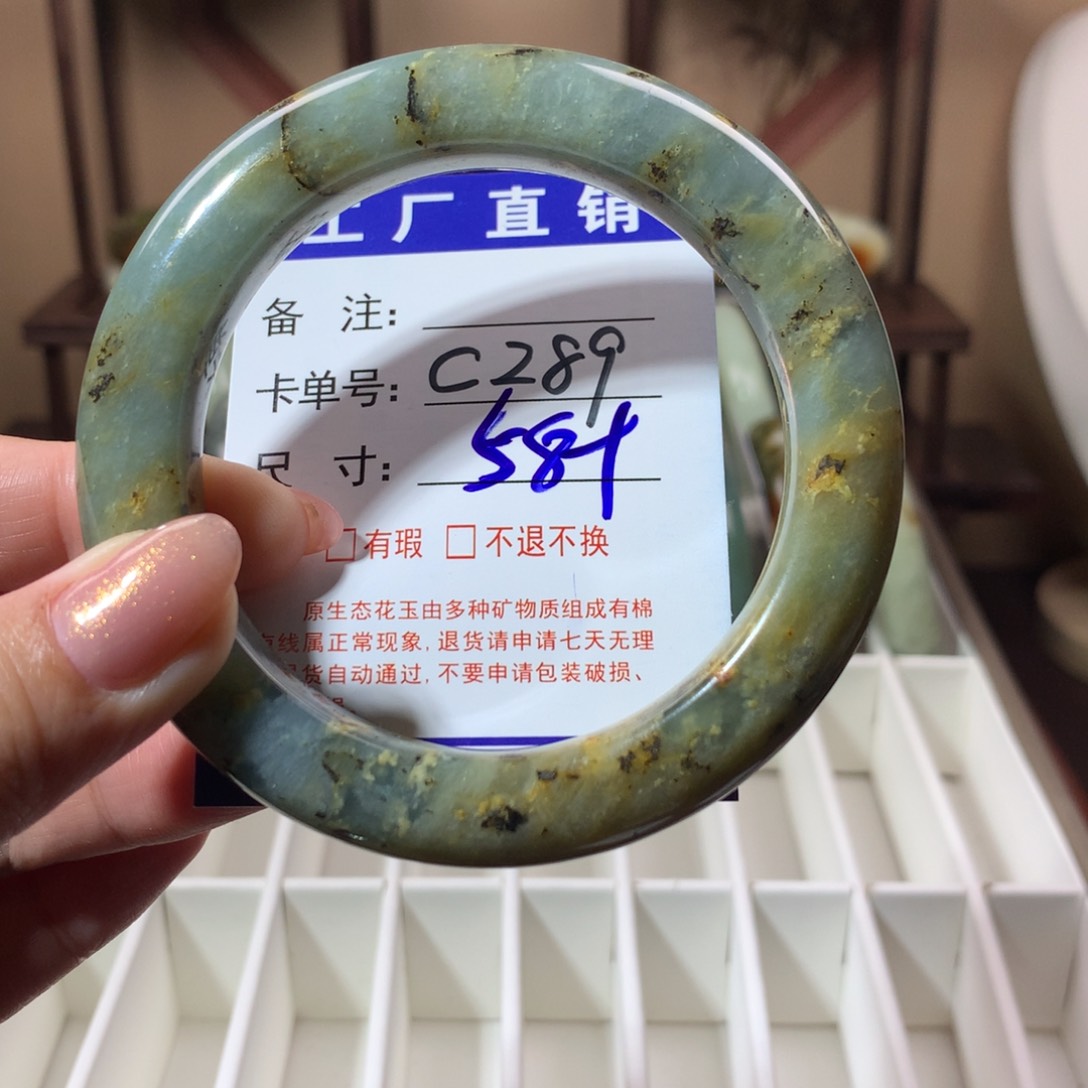 工厂直销
备 注:
卡单号: C289
尺 寸: 58+
□有瑕 □不退不换
原生态花玉由多种矿物质组成有棉
线属正常现象,退货请申请七天无理
货自动通过,不要申请包装破损、